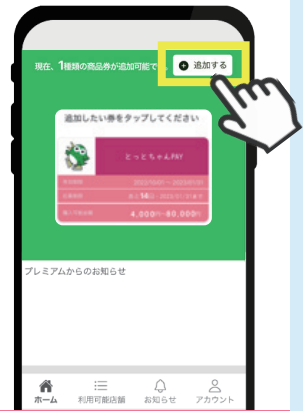 現在、1種類の商品券が追加可能で
追加する
追加したい券をタップしてください
とっとちゃんPAY
4,000円~80,000円
プレミアムからのお知らせ
ホーム
利用可能店舗
お知らせ
アカウント